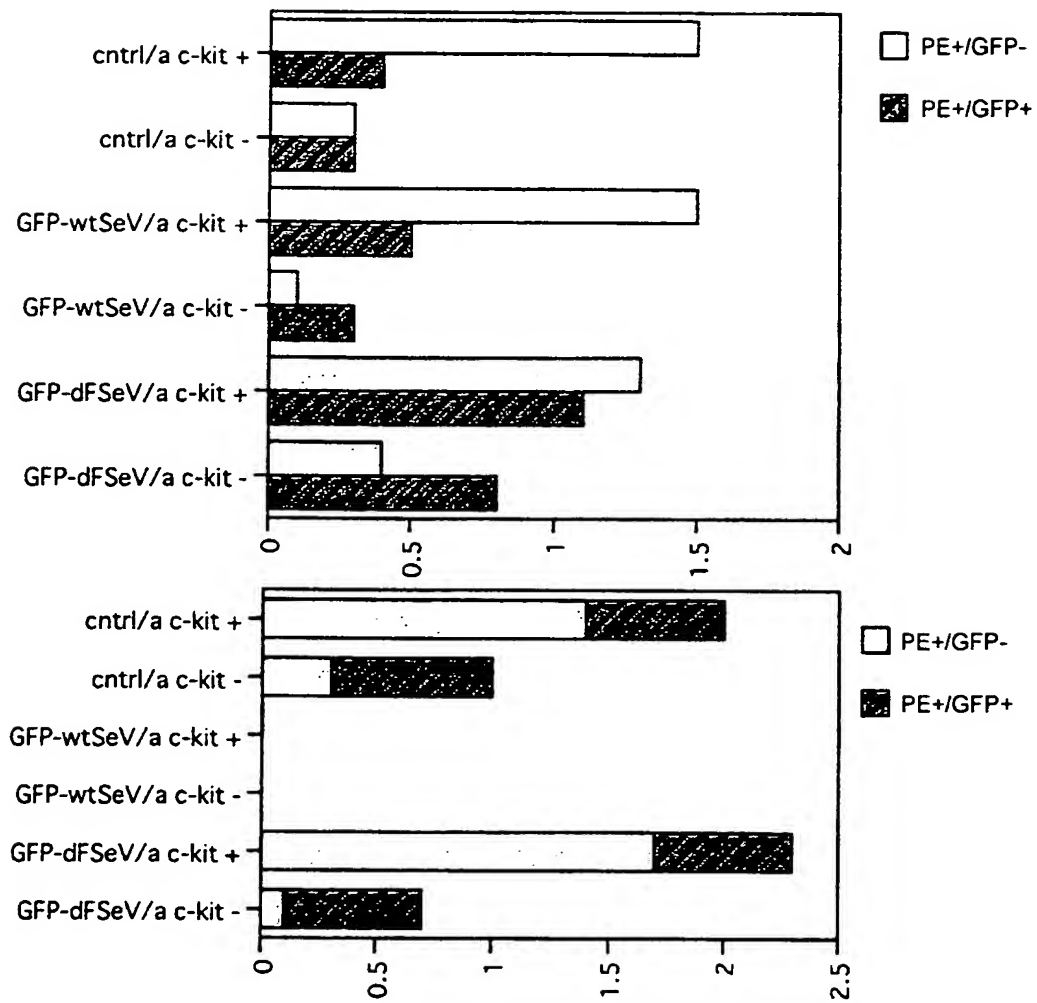 cntrl/a c-kit +
cntrl/a c-kit -
GFP-wtSeV/a c-kit +
GFP-wtSeV/a c-kit -
GFP-dFSeV/a c-kit +
GFP-dFSeV/a c-kit -
0
0.5
1
1.5
2
PE+/GFP-
PE+/GFP+
cntrl/a c-kit +
cntrl/a c-kit -
GFP-wtSeV/a c-kit +
GFP-wtSeV/a c-kit -
GFP-dFSeV/a c-kit +
GFP-dFSeV/a c-kit -
0
0.5
1
1.5
2
2.5
PE+/GFP-
PE+/GFP+